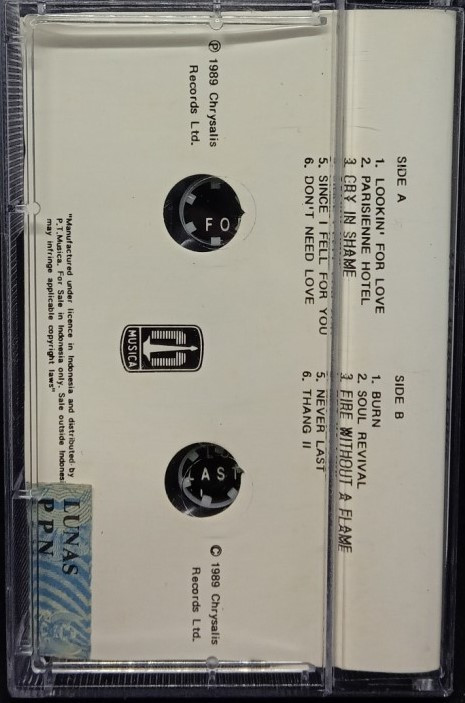 SIDE A
1. LOOKIN' FOR LOVE
2. PARISIENNE HOTEL
3. CRY IN SHAME
5. SINCE I FELL FOR YOU
6. DON'T NEED LOVE
SIDE B
1. BURN
2. SOUL REVIVAL
3. FIRE WITHOUT A FLAME
5. NEVER LAST
6. THANG II
Ⓟ 1989 Chrysalis
Records Ltd.
FO
MUSICA
AST
© 1989 Chrysalis
Records Ltd.
"Manufactured under licence in Indonesia and distributed by
P.T.Musica. For Sale in Indonesia only. Sale outside Indones
may infringe applicable copyright laws"
LUNAS
PPN